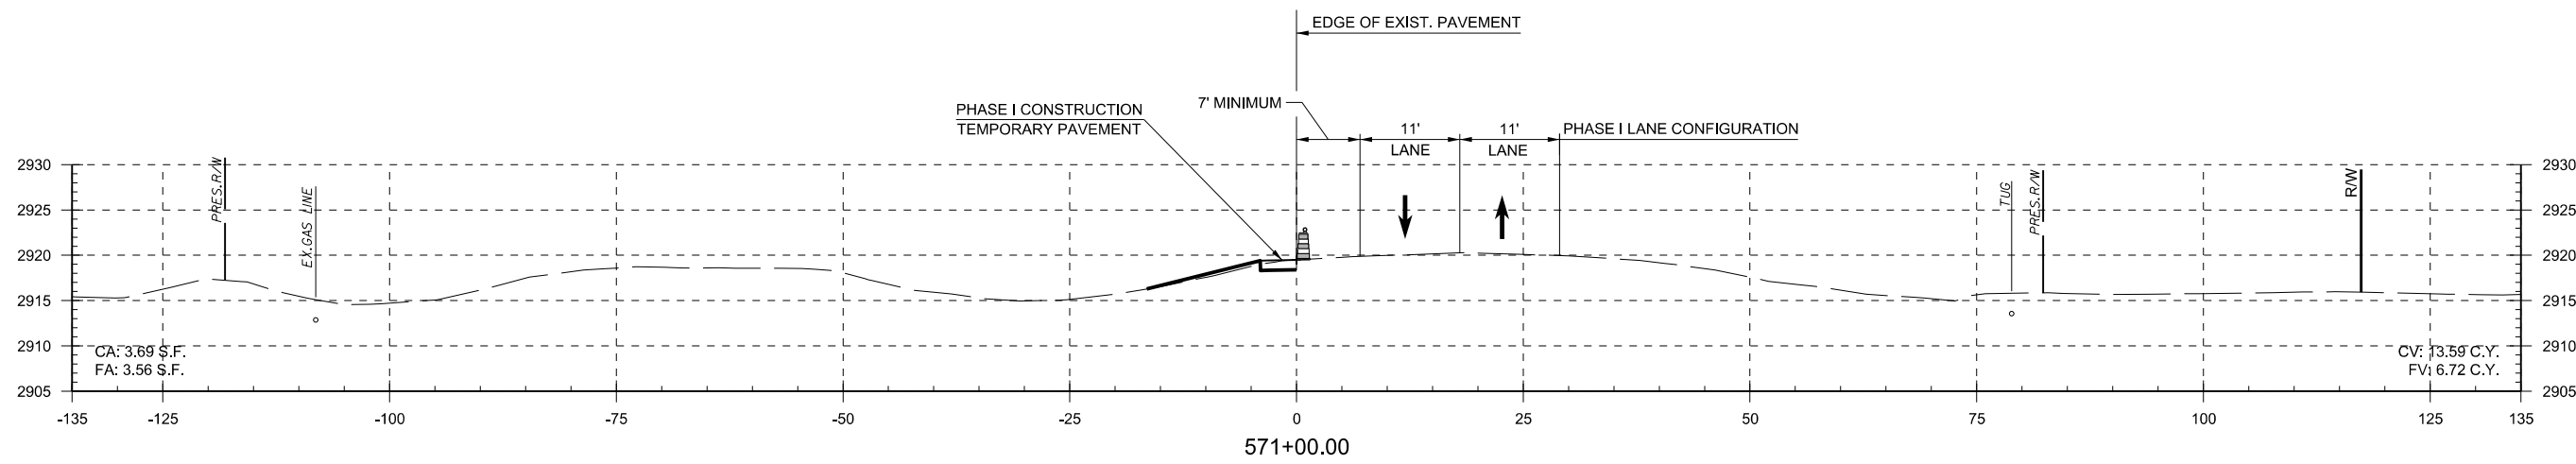 EDGE OF EXIST. PAVEMENT
PHASE I CONSTRUCTION
TEMPORARY PAVEMENT
7' MINIMUM
11'
LANE
11'
LANE
PHASE I LANE CONFIGURATION
2930
2925
2920
2915
2910
2905
PRES.R/W
EX.GAS LINE
TUG
PRES.R/W
R/W
2930
2925
2920
2915
2910
2905
CA: 3.69 S.F.
FA: 3.56 S.F.
CV: 13.59 C.Y.
FV: 6.72 C.Y.
-135 -125 -100 -75 -50 -25 0 25 50 75 100 125 135
571+00.00